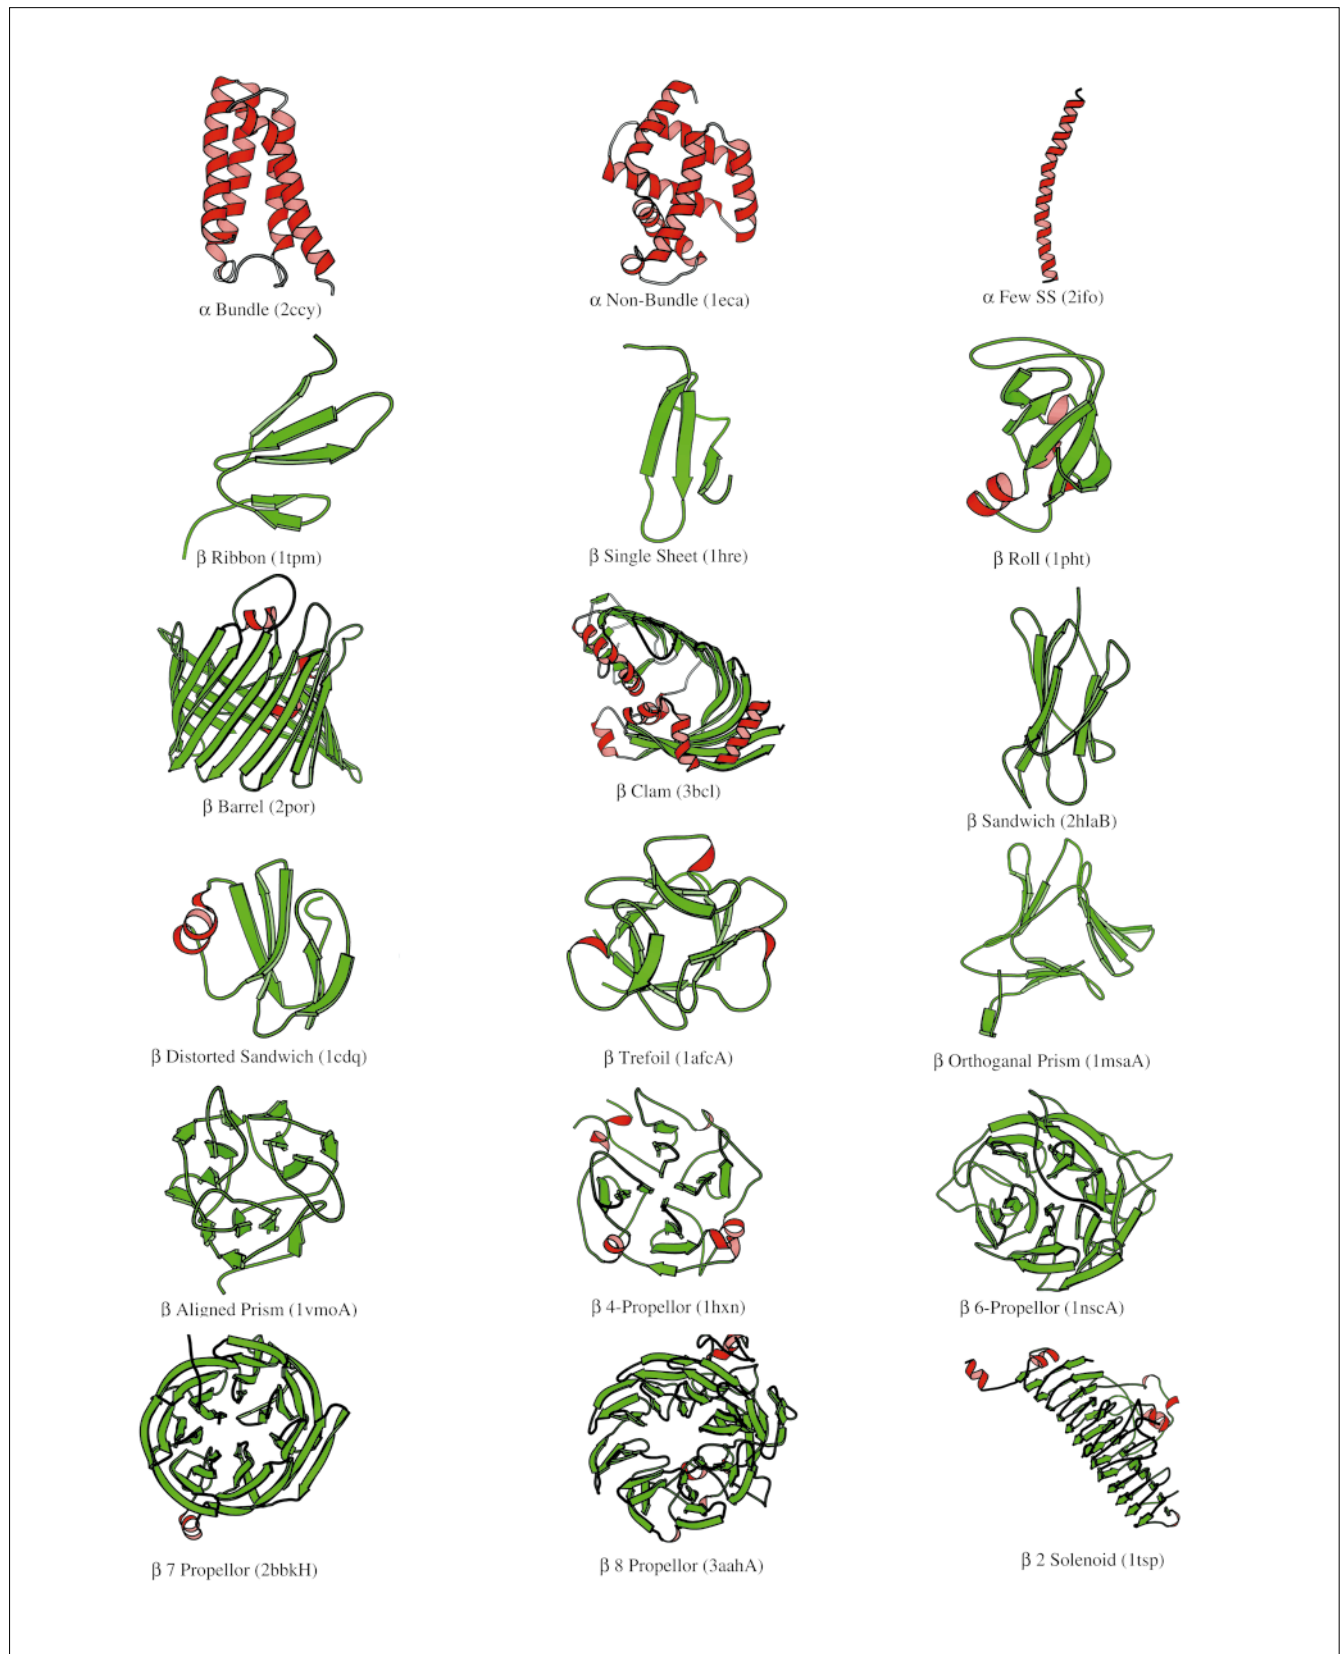 α Bundle (2ccy)
α Non-Bundle (1eca)
α Few SS (2ifo)
β Ribbon (1tpm)
β Single Sheet (1hre)
β Roll (1pht)
β Barrel (2por)
β Clam (3bcl)
β Sandwich (2hlaB)
β Distorted Sandwich (1cdq)
β Trefoil (1afcA)
β Orthoganal Prism (1msaA)
β Aligned Prism (1vmoA)
β 4-Propellor (1hxn)
β 6-Propellor (1nscA)
β 7 Propellor (2bbkH)
β 8 Propellor (3aahA)
β 2 Solenoid (1tsp)